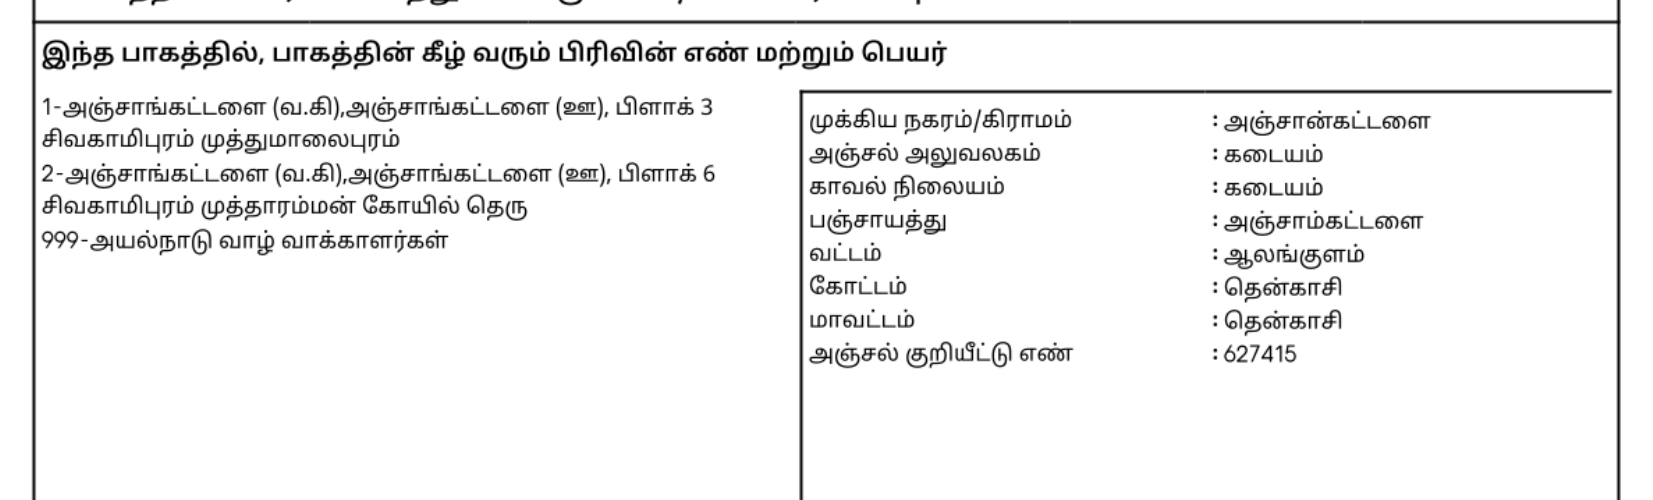 இந்த பாகத்தில், பாகத்தின் கீழ் வரும் பிரிவின் எண் மற்றும் பெயர்
1-அஞ்சாங்கட்டளை (வ.கி),அஞ்சாங்கட்டளை (ஊ), பிளாக் 3
சிவகாமிபுரம் முத்துமாலைபுரம்
2-அஞ்சாங்கட்டளை (வ.கி),அஞ்சாங்கட்டளை (ஊ), பிளாக் 6
சிவகாமிபுரம் முத்தாரம்மன் கோயில் தெரு
999-அயல்நாடு வாழ் வாக்காளர்கள்
முக்கிய நகரம்/கிராமம் : அஞ்சான்கட்டளை
அஞ்சல் அலுவலகம் : கடையம்
காவல் நிலையம் : கடையம்
பஞ்சாயத்து : அஞ்சாம்கட்டளை
வட்டம் : ஆலங்குளம்
கோட்டம் : தென்காசி
மாவட்டம் : தென்காசி
அஞ்சல் குறியீட்டு எண் : 627415